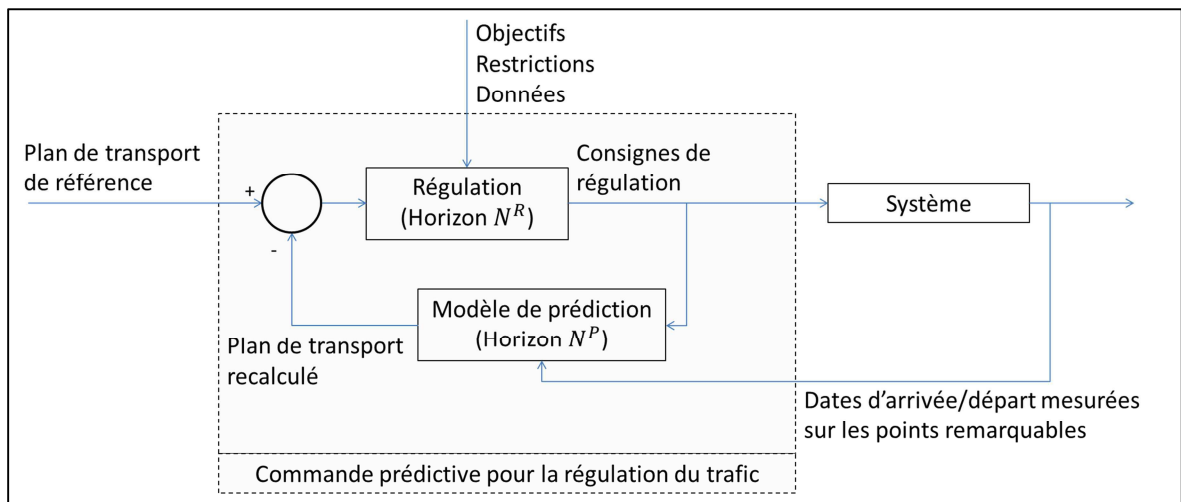 Objectifs
Restrictions
Données
Plan de transport
de référence
+
-
Régulation
(Horizon N^R)
Consignes de
régulation
Système
Modèle de prédiction
(Horizon N^P)
Plan de transport
recalculé
Dates d'arrivée/départ mesurées
sur les points remarquables
Commande prédictive pour la régulation du trafic